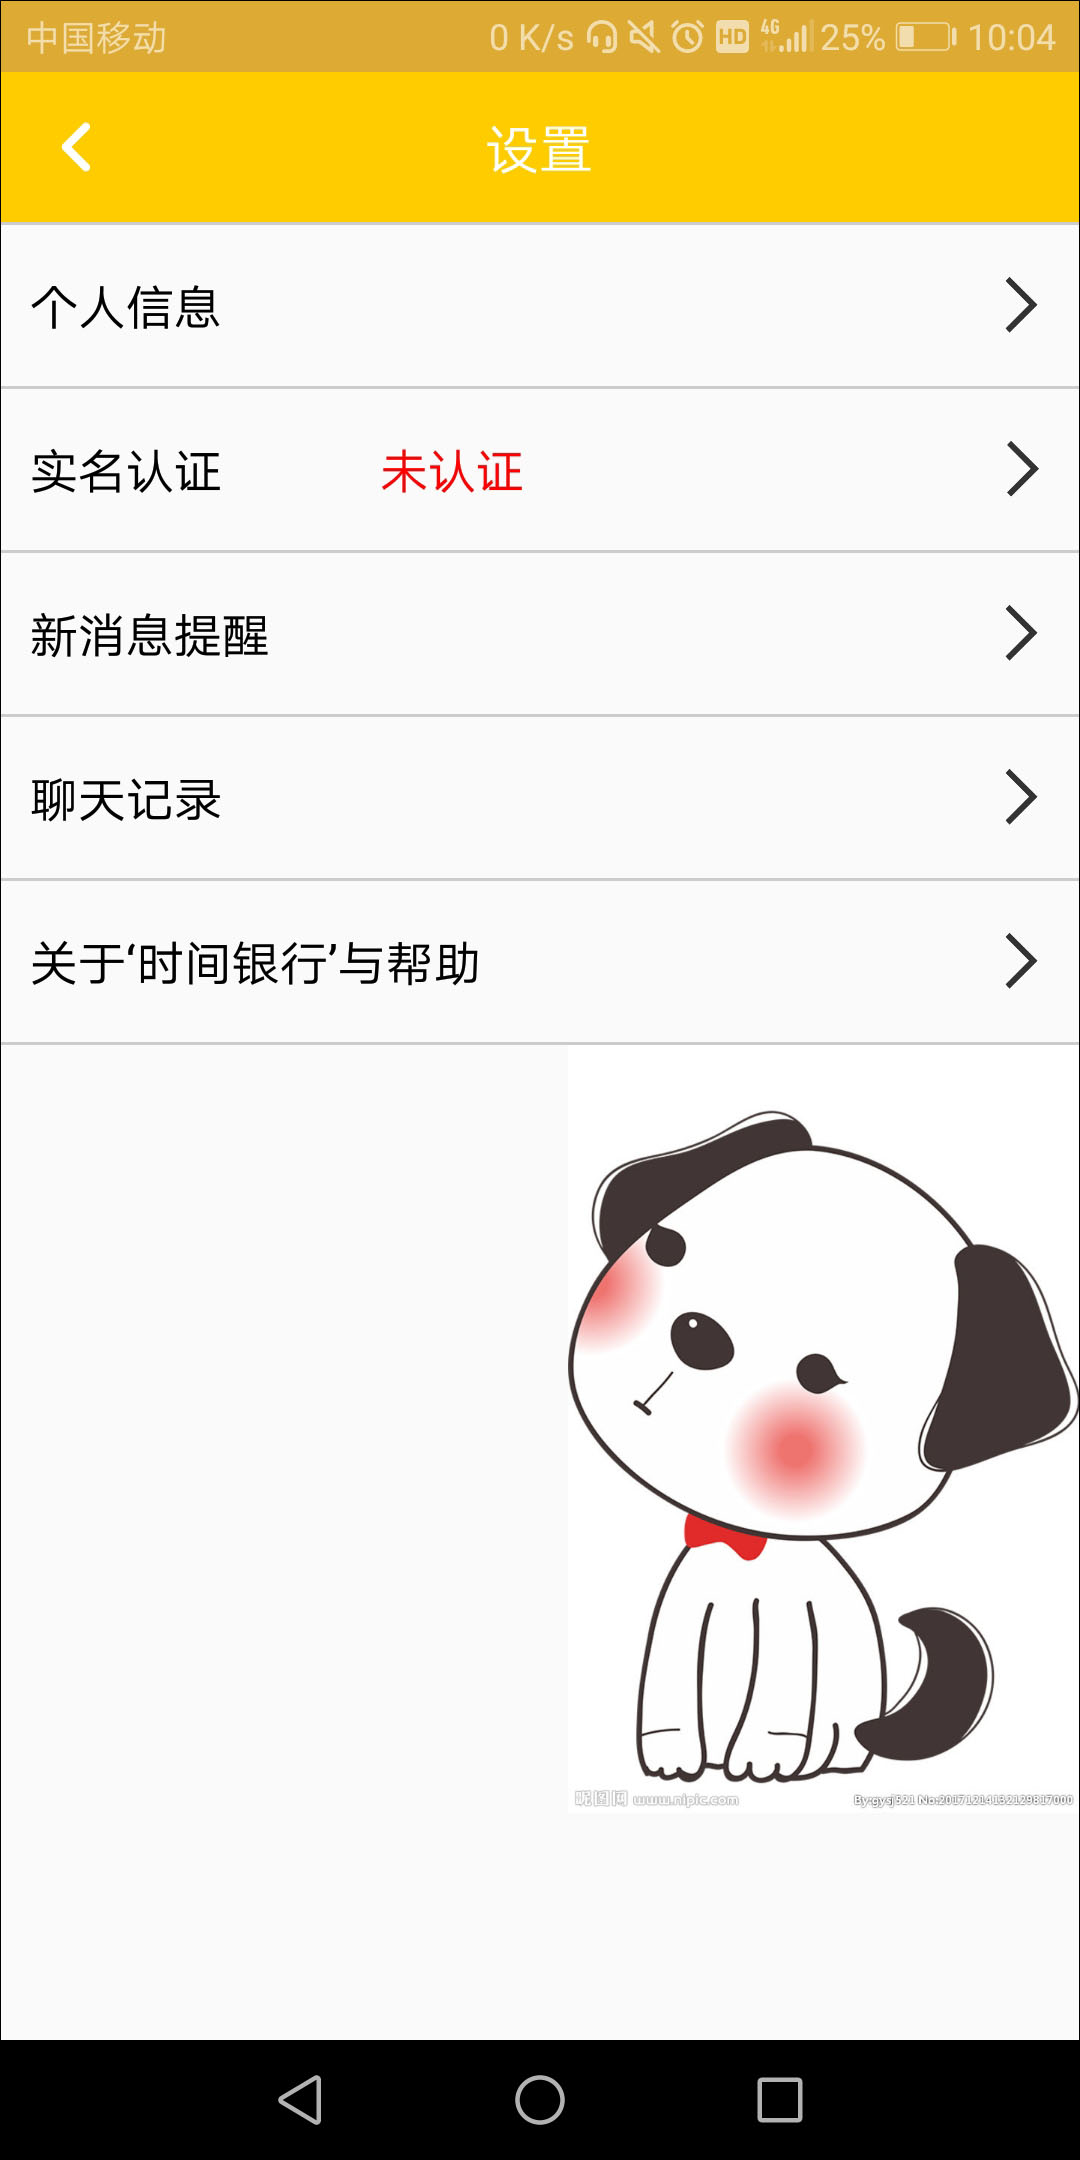 中国移动 0 K/s HD 4G 25% 10:04
设置
个人信息
实名认证 未认证
新消息提醒
聊天记录
关于‘时间银行’与帮助
昵图网 www.nipic.com By:gysj521 No:20171214132129817000